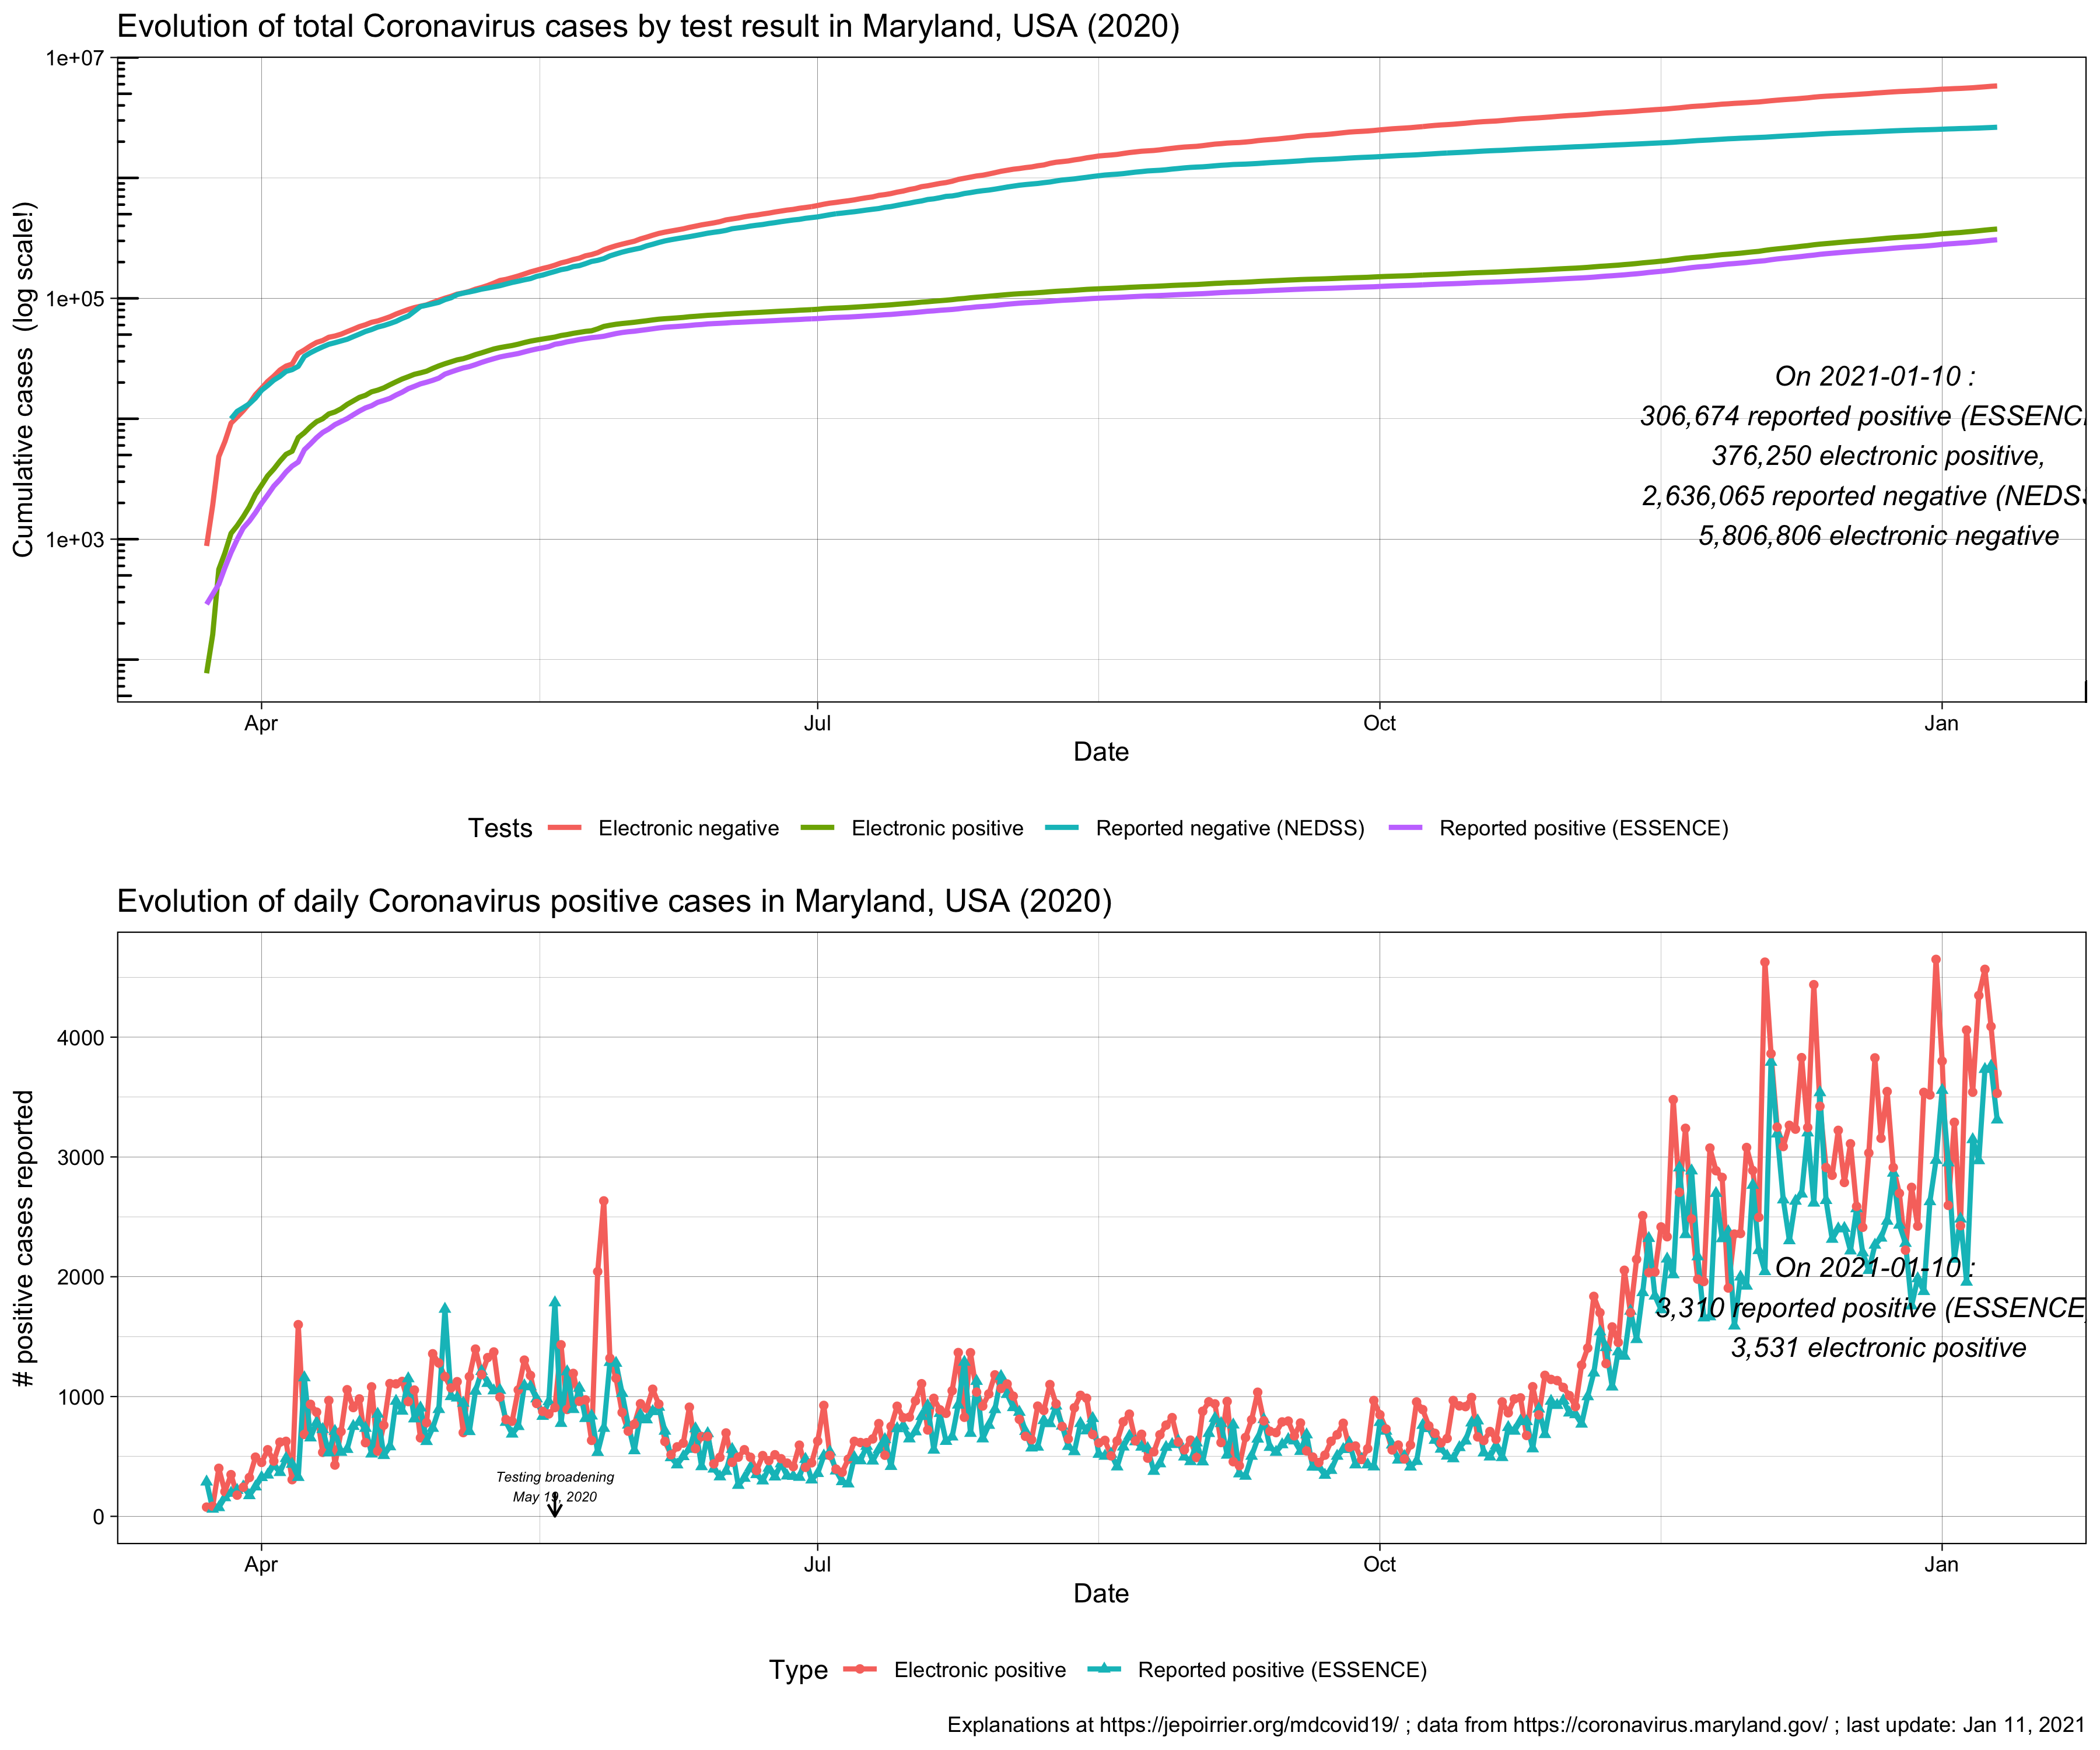 Evolution of total Coronavirus cases by test result in Maryland, USA (2020)
Cumulative cases  (log scale!)
1e+07
1e+05
1e+03
On 2021-01-10 :
306,674 reported positive (ESSENC
376,250 electronic positive,
2,636,065 reported negative (NEDS
5,806,806 electronic negative
Apr
Jul
Oct
Jan
Date
Tests
Electronic negative
Electronic positive
Reported negative (NEDSS)
Reported positive (ESSENCE)
Evolution of daily Coronavirus positive cases in Maryland, USA (2020)
# positive cases reported
4000
3000
2000
1000
0
On 2021-01-10 :
3,310 reported positive (ESSENCE
3,531 electronic positive
Testing broadening
May 19, 2020
Apr
Jul
Oct
Jan
Date
Type
Electronic positive
Reported positive (ESSENCE)
Explanations at https://jepoirrier.org/mdcovid19/ ; data from https://coronavirus.maryland.gov/ ; last update: Jan 11, 2021